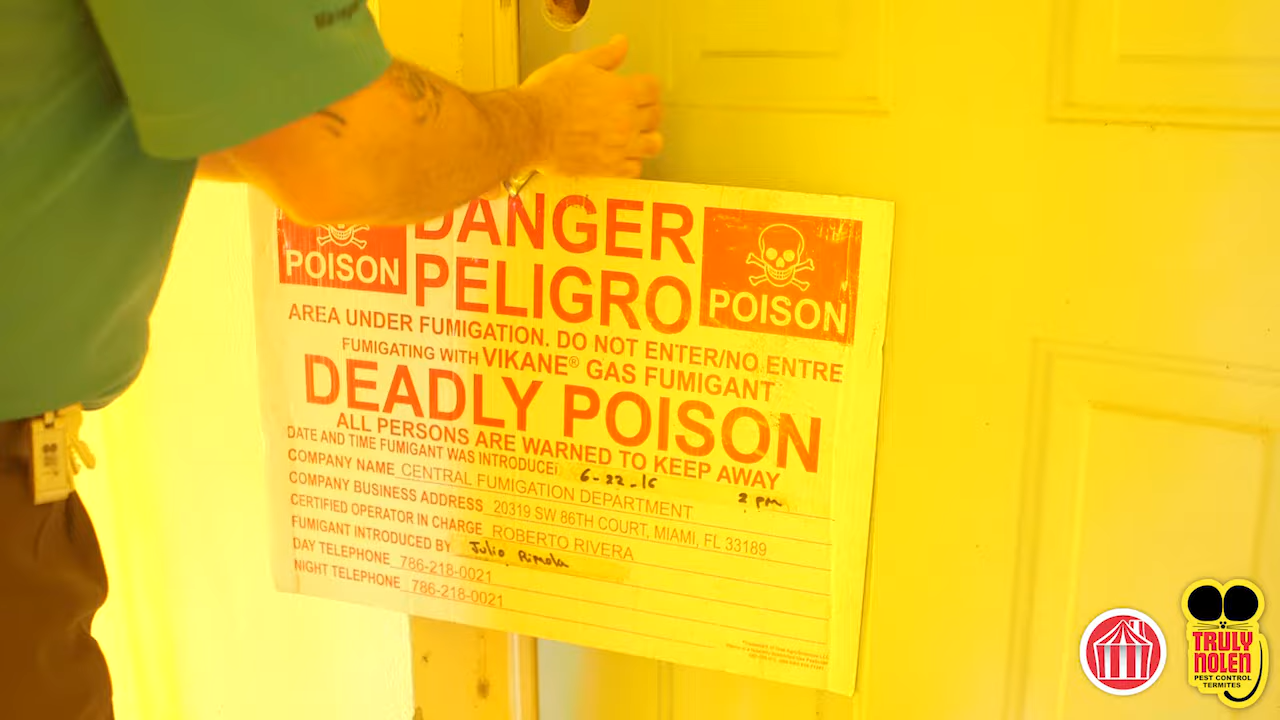 DANGER
PELIGRO
POISON
POISON
AREA UNDER FUMIGATION. DO NOT ENTER/NO ENTRE
FUMIGATING WITH VIKANE® GAS FUMIGANT
DEADLY POISON
ALL PERSONS ARE WARNED TO KEEP AWAY
DATE AND TIME FUMIGANT WAS INTRODUCE 6-22-16 2 pm
COMPANY NAME CENTRAL FUMIGATION DEPARTMENT
COMPANY BUSINESS ADDRESS 20319 SW 86TH COURT, MIAMI, FL 33189
CERTIFIED OPERATOR IN CHARGE ROBERTO RIVERA
FUMIGANT INTRODUCED BY Julio Rimola
DAY TELEPHONE 786-218-0021
NIGHT TELEPHONE 786-218-0021
TRULY
NOLEN
PEST CONTROL
TERMITES